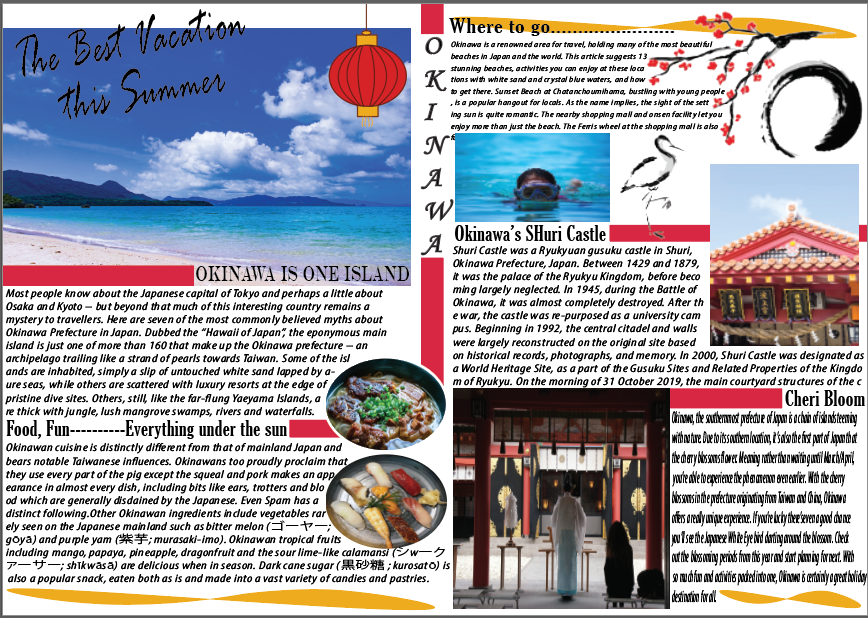 The Best Vacation
this Summer
OKINAWA IS ONE ISLAND
Most people know about the Japanese capital of Tokyo and perhaps a little about
Osaka and Kyoto — but beyond that much of this interesting country remains a
mystery to travellers. Here are seven of the most commonly believed myths about
Okinawa Prefecture in Japan. Dubbed the “Hawaii of Japan”, the eponymous main
island is just one of more than 160 that make up the Okinawa prefecture — an
archipelago trailing like a strand of pearls towards Taiwan. Some of the isl
ands are inhabited, simply a slip of untouched white sand lapped by a-
ure seas, while others are scattered with luxury resorts at the edge of
pristine dive sites. Others, still, like the far-flung Yaeyama Islands, a
re thick with jungle, lush mangrove swamps, rivers and waterfalls.
Food, Fun----------Everything under the sun
Okinawan cuisine is distinctly different from that of mainland Japan and
bears notable Taiwanese influences. Okinawans too proudly proclaim that
they use every part of the pig except the squeal and pork makes an app
earance in almost every dish, including bits like ears, trotters and blo
od which are generally disdained by the Japanese. Even Spam has a
distinct following.Other Okinawan ingredients include vegetables rar
ely seen on the Japanese mainland such as bitter melon (ゴーヤー;
gōyā) and purple yam (紫芋; murasaki-imo). Okinawan tropical fruits
including mango, papaya, pineapple, dragonfruit and the sour lime-like calamansi (シwーク
ァーサー; shīkwāsā) are delicious when in season. Dark cane sugar (黒砂糖; kurosatō) is
also a popular snack, eaten both as is and made into a vast variety of candies and pastries.
OKINAWA
Where to go.......................
Okinawa is a renowned area for travel, holding many of the most beautiful
beaches in Japan and the world. This article suggests 13
stunning beaches, activities you can enjoy at these loca
tions with white sand and crystal blue waters, and how
to get there. Sunset Beach at Chatanchoumihama, bustling with young people
, is a popular hangout for locals. As the name implies, the sight of the sett
ing sun is quite romantic. The nearby shopping mall and onsen facility let you
enjoy more than just the beach. The Ferris wheel at the shopping mall is also
Okinawa's SHuri Castle
Shuri Castle was a Ryukyuan gusuku castle in Shuri,
Okinawa Prefecture, Japan. Between 1429 and 1879,
it was the palace of the Ryukyu Kingdom, before beco
ming largely neglected. In 1945, during the Battle of
Okinawa, it was almost completely destroyed. After th
e war, the castle was re-purposed as a university cam
pus. Beginning in 1992, the central citadel and walls
were largely reconstructed on the original site based
on historical records, photographs, and memory. In 2000, Shuri Castle was designated as
a World Heritage Site, as a part of the Gusuku Sites and Related Properties of the Kingdo
m of Ryukyu. On the morning of 31 October 2019, the main courtyard structures of the c
Cheri Bloom
Okinawa, the southernmost prefecture of Japan is a chain of islands teeming
with nature. Due to its southern location, it's also the first part of Japan that
the cherry blossoms flower. Meaning rather than waiting until March/April,
you're able to experience the phenomenon even earlier. With the cherry
blossoms in the prefecture originating from Taiwan and China, Okinawa
offers a really unique experience. If you're lucky there's even a good chance
you'll see the Japanese White Eye bird darting around the blossom. Check
out the blossoming periods from this year and start planning for next. With
so much fun and activities packed into one, Okinawa is certainly a great holiday
destination for all.